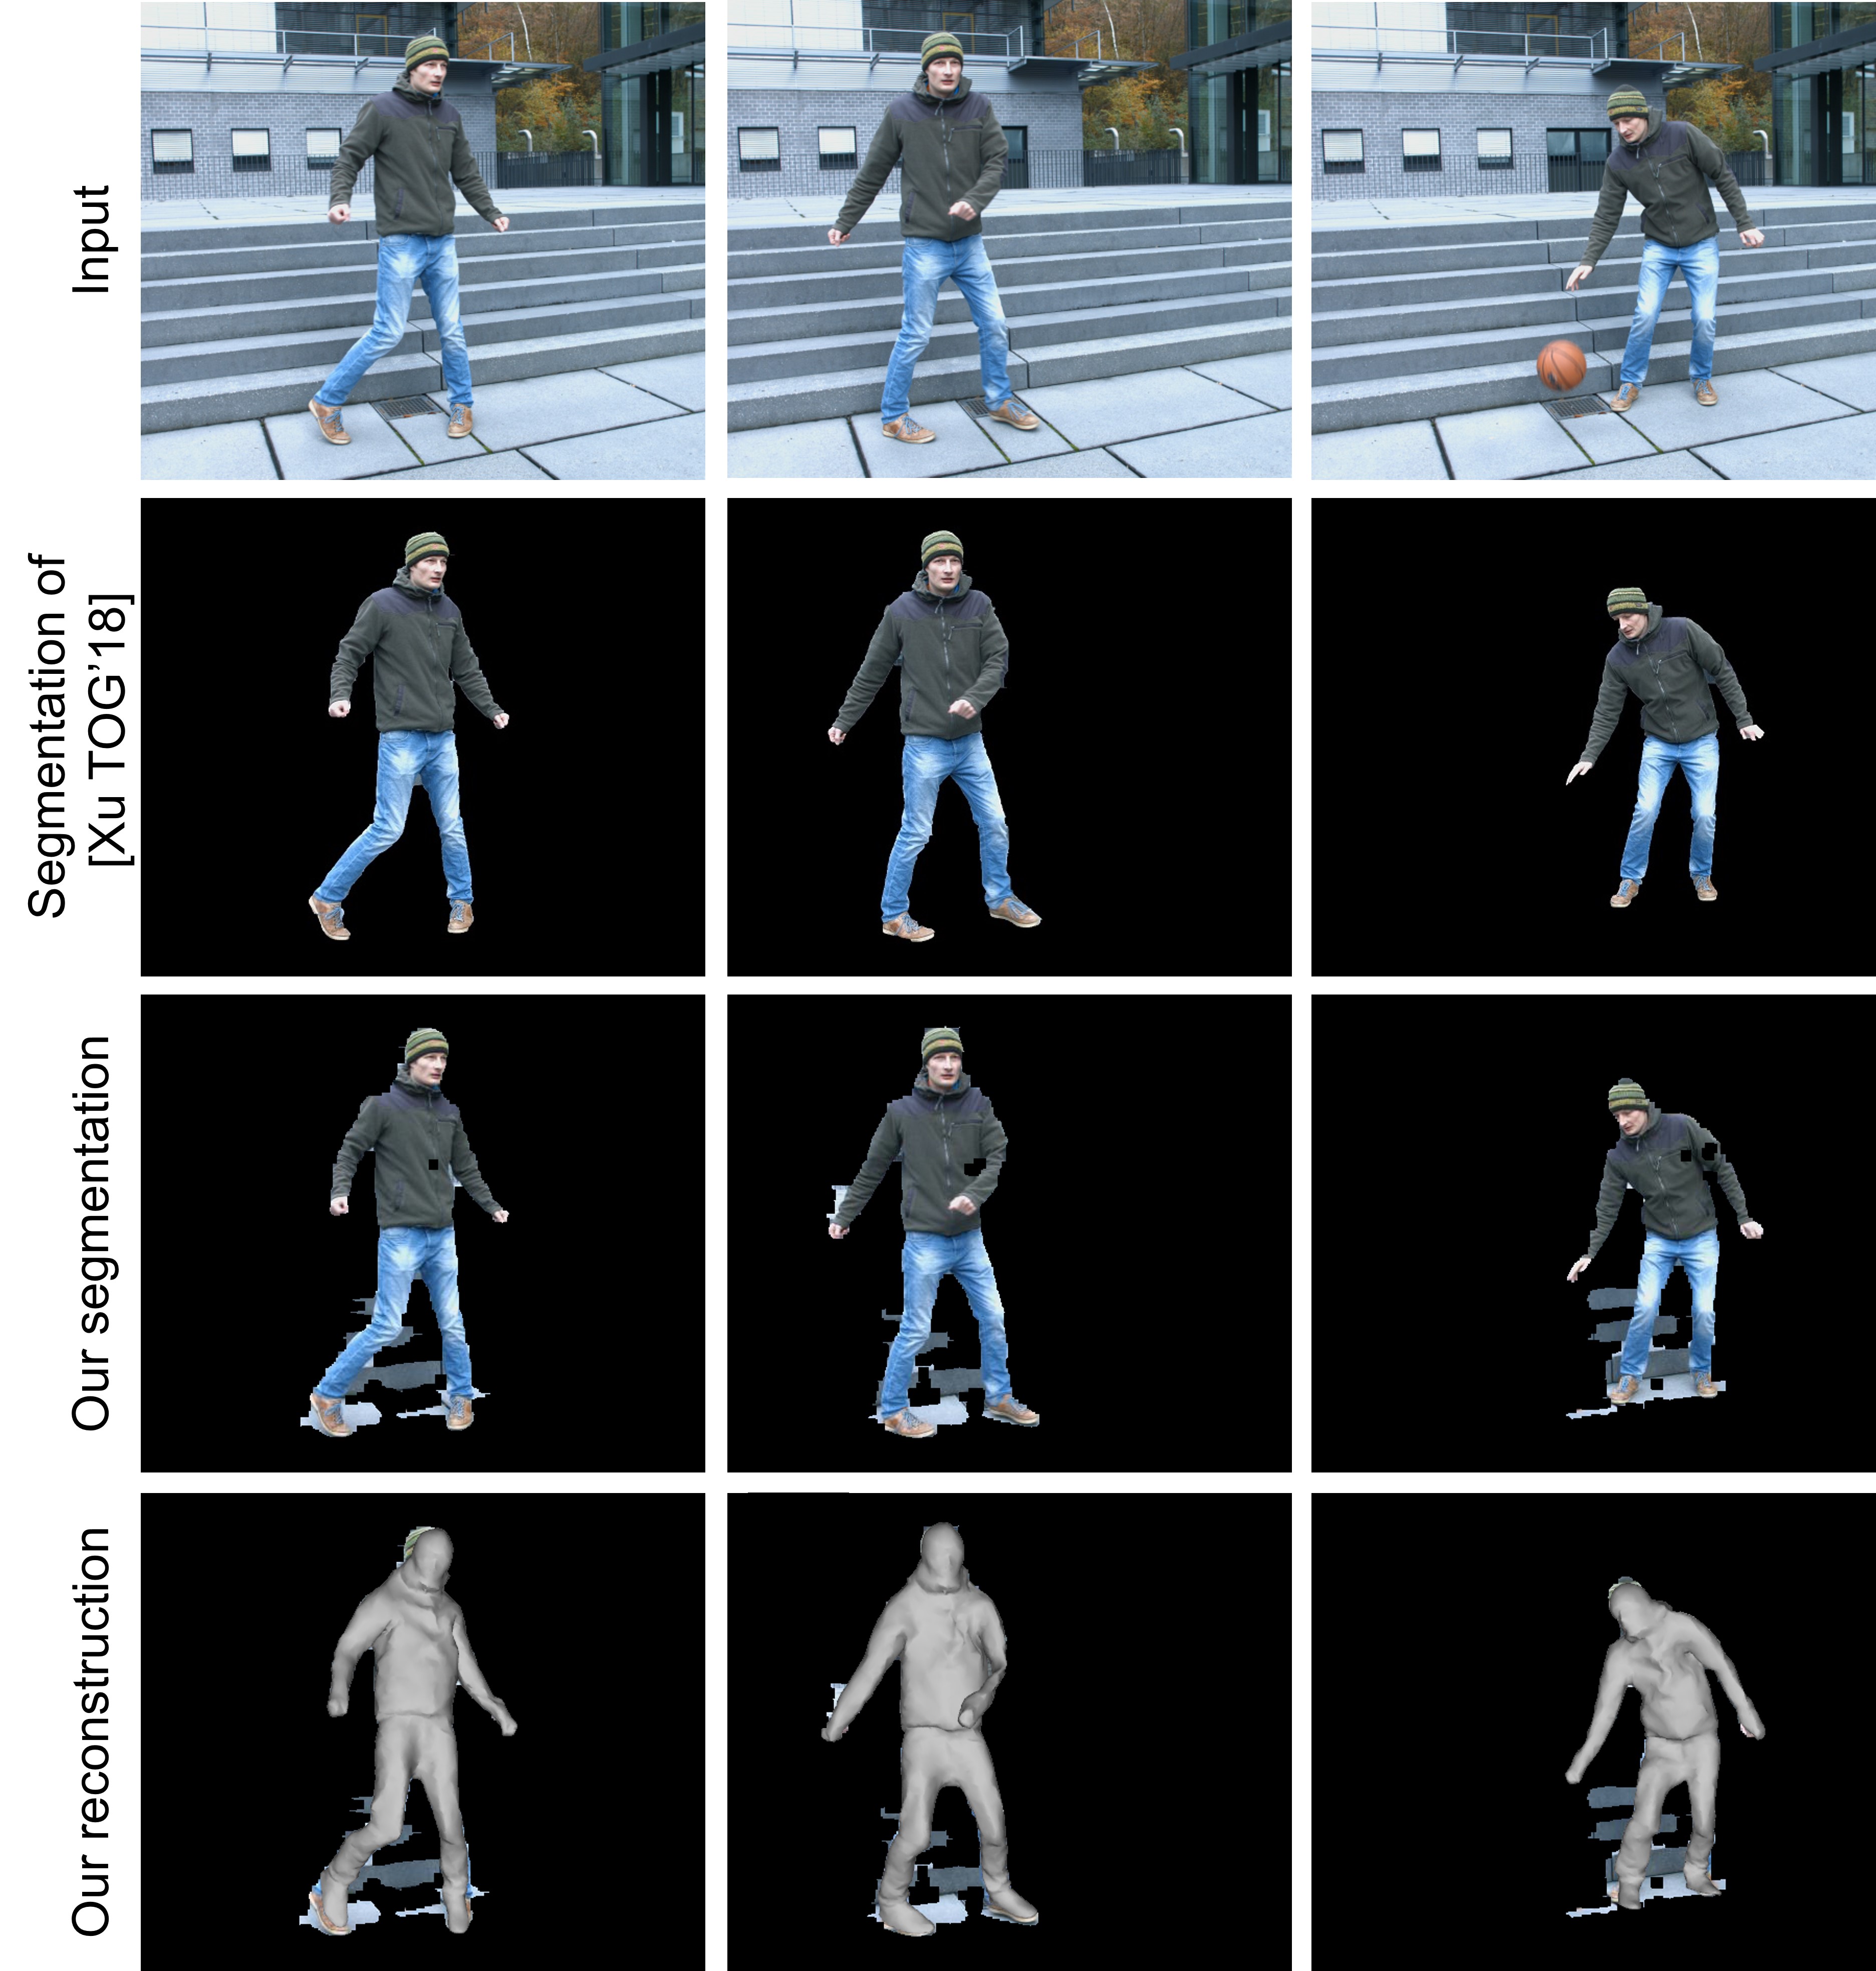 Input
Segmentation of
[Xu TOG’18]
Our segmentation
Our reconstruction